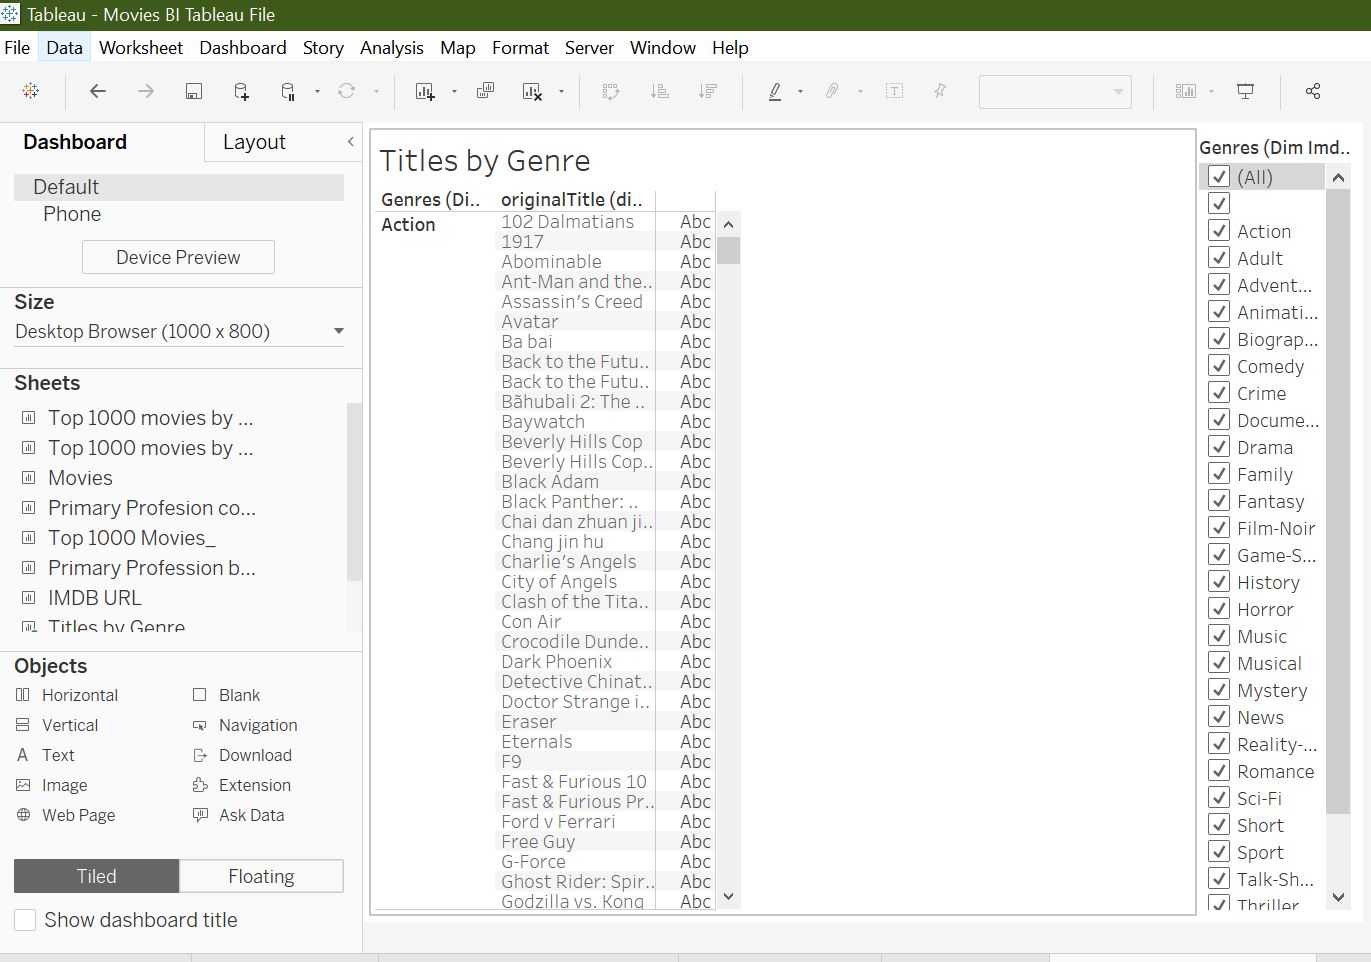 Tableau - Movies BI Tableau File
File Data Worksheet Dashboard Story Analysis Map Format Server Window Help
Dashboard Layout
Default
Phone
Device Preview
Size
Desktop Browser (1000 x 800)
Sheets
Top 1000 movies by ...
Top 1000 movies by ...
Movies
Primary Profesion co...
Top 1000 Movies_
Primary Profession b...
IMDB URL
Titles by Genre
Objects
Horizontal Blank
Vertical Navigation
Text Download
Image Extension
Web Page Ask Data
Tiled Floating
Show dashboard title
Titles by Genre
Genres (Di.. originalTitle (di..
Action 102 Dalmatians Abc
1917 Abc
Abominable Abc
Ant-Man and the.. Abc
Assassin's Creed Abc
Avatar Abc
Ba bai Abc
Back to the Futu.. Abc
Back to the Futu.. Abc
Bãhubali 2: The .. Abc
Baywatch Abc
Beverly Hills Cop Abc
Beverly Hills Cop.. Abc
Black Adam Abc
Black Panther: .. Abc
Chai dan zhuan ji.. Abc
Chang jin hu Abc
Charlie's Angels Abc
City of Angels Abc
Clash of the Tita.. Abc
Con Air Abc
Crocodile Dunde.. Abc
Dark Phoenix Abc
Detective Chinat.. Abc
Doctor Strange i.. Abc
Eraser Abc
Eternals Abc
F9 Abc
Fast & Furious 10 Abc
Fast & Furious Pr.. Abc
Ford v Ferrari Abc
Free Guy Abc
G-Force Abc
Ghost Rider: Spir.. Abc
Godzilla vs. Kong Abc
Genres (Dim Imd..
(All)
Action
Adult
Advent...
Animati...
Biograp...
Comedy
Crime
Docume...
Drama
Family
Fantasy
Film-Noir
Game-S...
History
Horror
Music
Musical
Mystery
News
Reality-...
Romance
Sci-Fi
Short
Sport
Talk-Sh...
Thriller